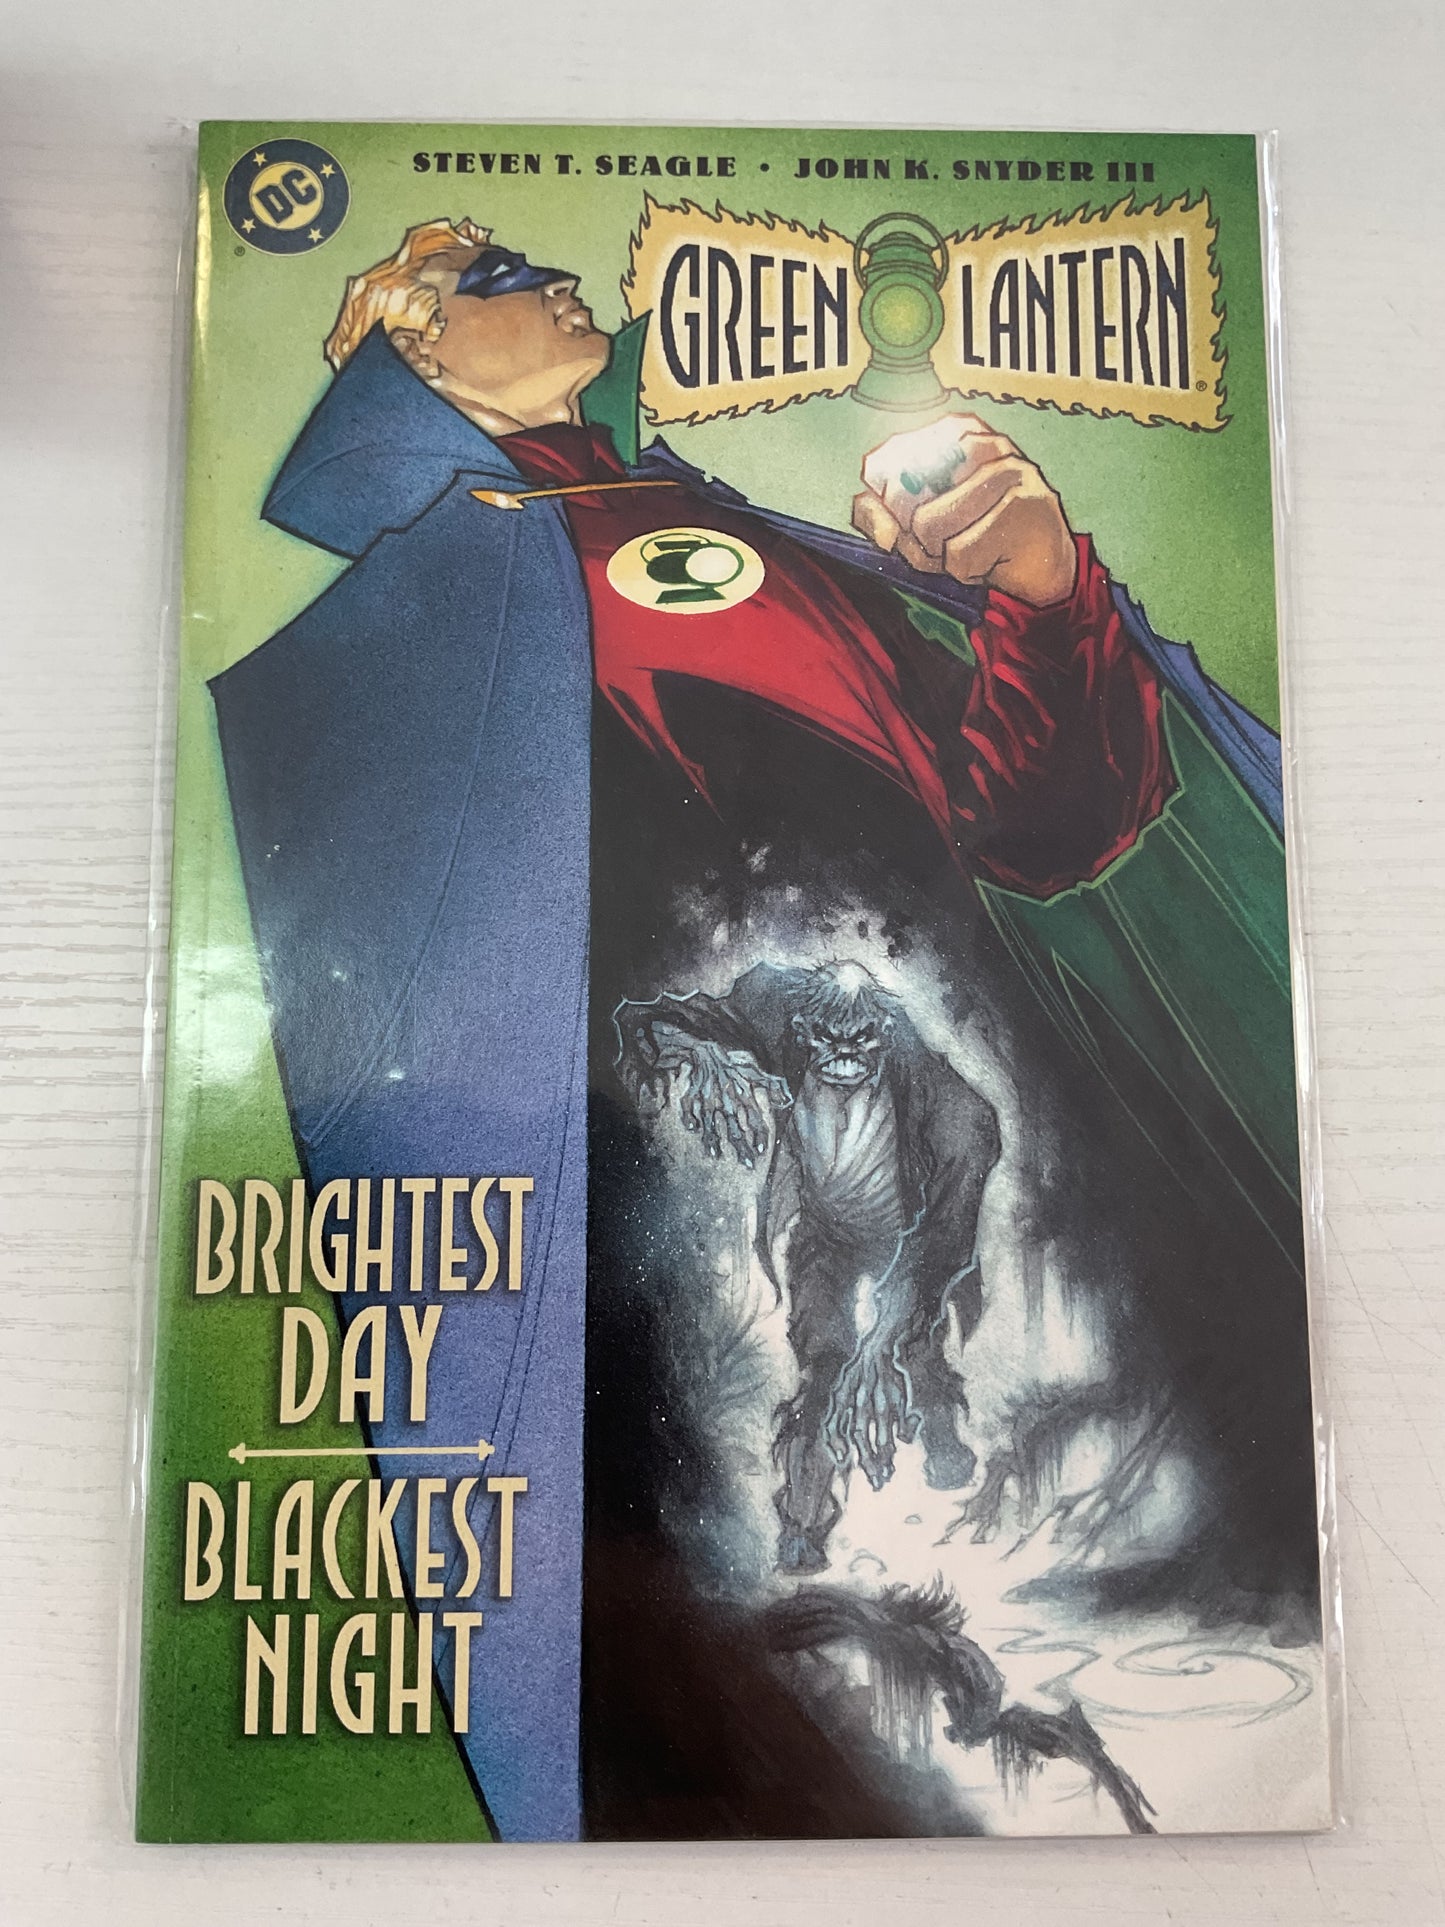 DC
®
STEVEN T. SEAGLE • JOHN K. SNYDER III
GREEN LANTERN®
BRIGHTEST
DAY
BLACKEST
NIGHT